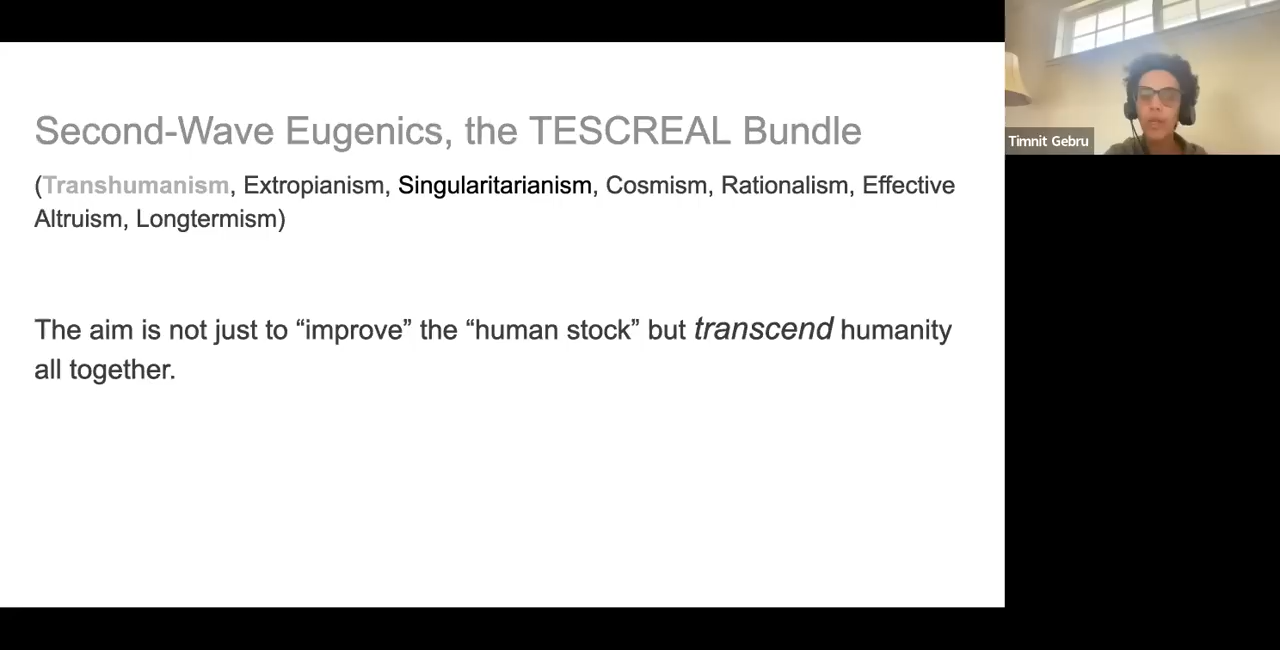 Second-Wave Eugenics, the TESCREAL Bundle
(Transhumanism, Extropianism, Singularitarianism, Cosmism, Rationalism, Effective
Altruism, Longtermism)
The aim is not just to “improve” the “human stock” but transcend humanity
all together.
Timnit Gebru